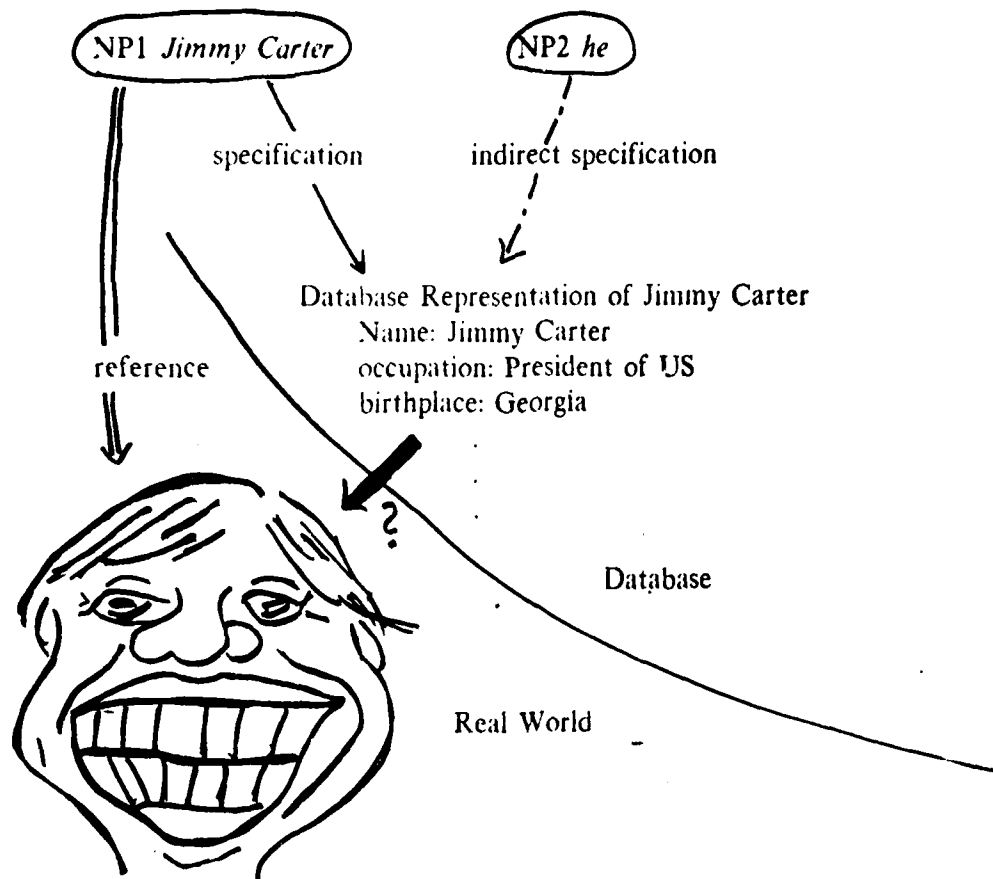 NP1 Jimmy Carter
NP2 he
specification
indirect specification
Database Representation of Jimmy Carter
Name: Jimmy Carter
occupation: President of US
birthplace: Georgia
reference
?
Database
Real World